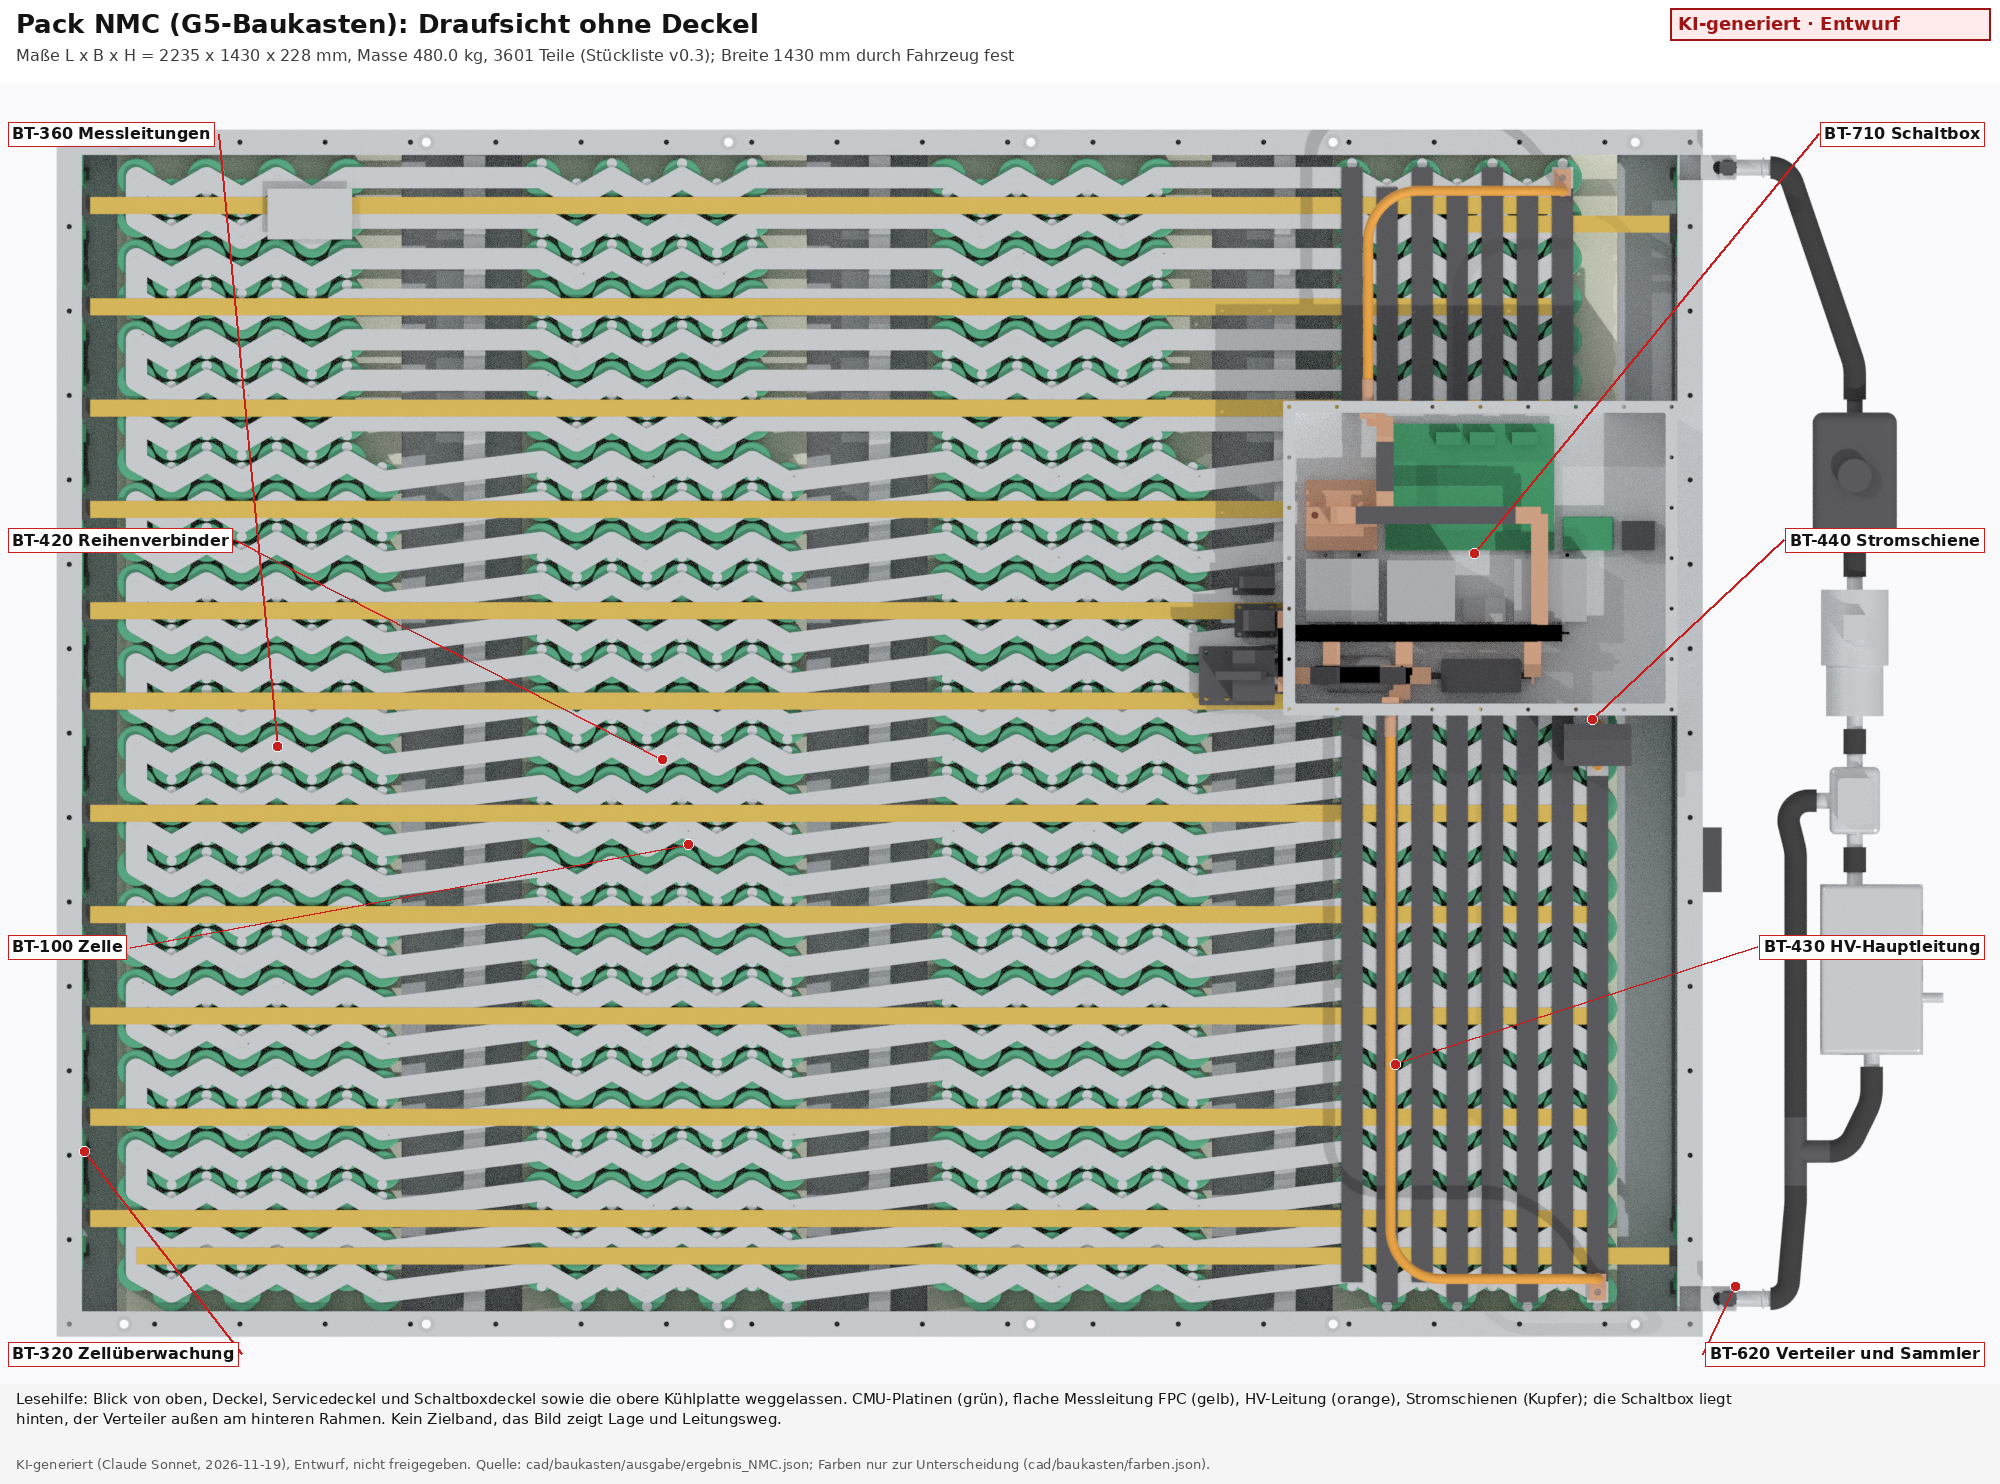 Pack NMC (G5-Baukasten): Draufsicht ohne Deckel
KI-generiert · Entwurf
Maße L x B x H = 2235 x 1430 x 228 mm, Masse 480.0 kg, 3601 Teile (Stückliste v0.3); Breite 1430 mm durch Fahrzeug fest
BT-360 Messleitungen
BT-710 Schaltbox
BT-420 Reihenverbinder
BT-440 Stromschiene
BT-100 Zelle
BT-430 HV-Hauptleitung
BT-320 Zellüberwachung
BT-620 Verteiler und Sammler
Lesehilfe: Blick von oben, Deckel, Servicedeckel und Schaltboxdeckel sowie die obere Kühlplatte weggelassen. CMU-Platinen (grün), flache Messleitung FPC (gelb), HV-Leitung (orange), Stromschienen (Kupfer); die Schaltbox liegt
hinten, der Verteiler außen am hinteren Rahmen. Kein Zielband, das Bild zeigt Lage und Leitungsweg.
KI-generiert (Claude Sonnet, 2026-11-19), Entwurf, nicht freigegeben. Quelle: cad/baukasten/ausgabe/ergebnis_NMC.json; Farben nur zur Unterscheidung (cad/baukasten/farben.json).